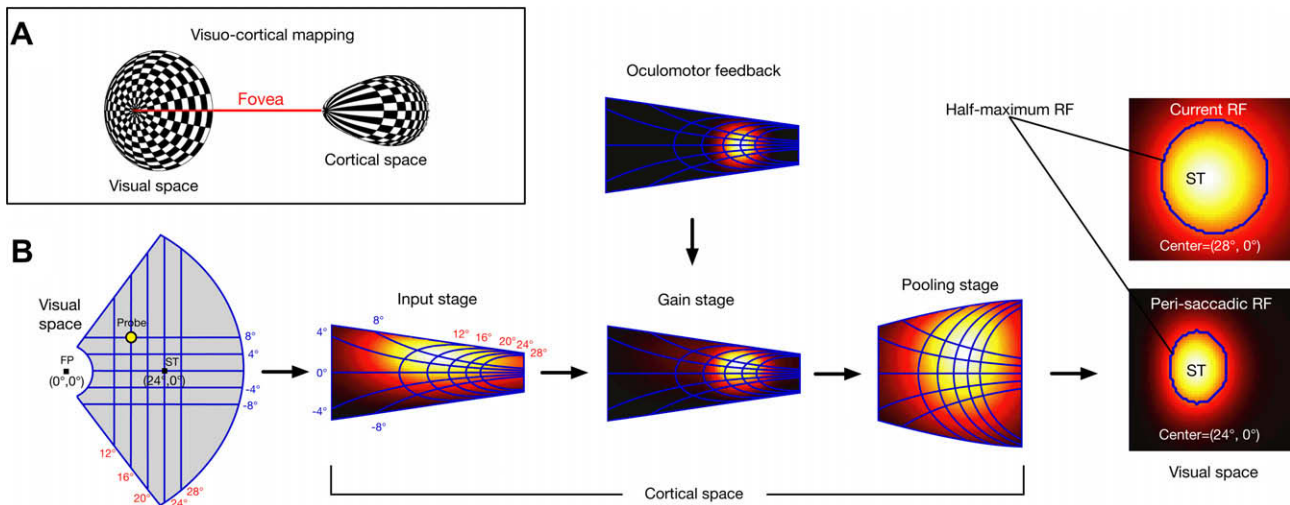 A
Visuo-cortical mapping
Fovea
Visual space
Cortical space
Oculomotor feedback
Half-maximum RF
Current RF
ST
Center=(28°, 0°)
B
Visual
space
Probe
FP
(0°,0°)
ST
(24°,0°)
8°
4°
-4°
-8°
12°
16°
20°
24°
28°
Input stage
4°
8°
0°
-4°
-8°
12°
16°
20°
24°
28°
Gain stage
Pooling stage
Peri-saccadic RF
ST
Center=(24°, 0°)
Visual space
Cortical space